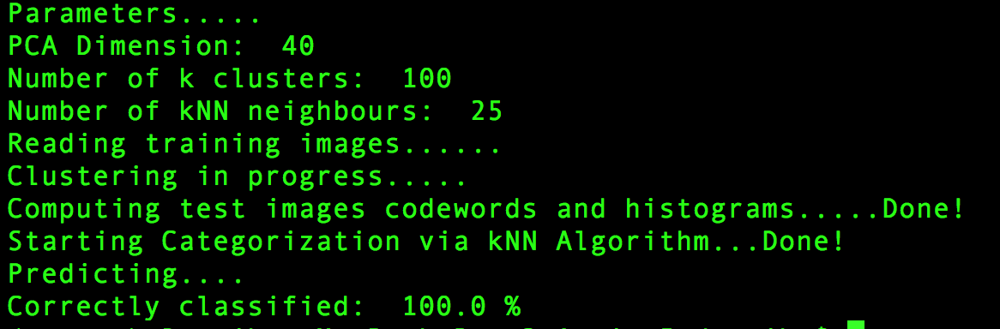 Parameters.....
PCA Dimension:  40
Number of k clusters:  100
Number of kNN neighbours:  25
Reading training images......
Clustering in progress.....
Computing test images codewords and histograms.....Done!
Starting Categorization via kNN Algorithm...Done!
Predicting....
Correctly classified:  100.0 %